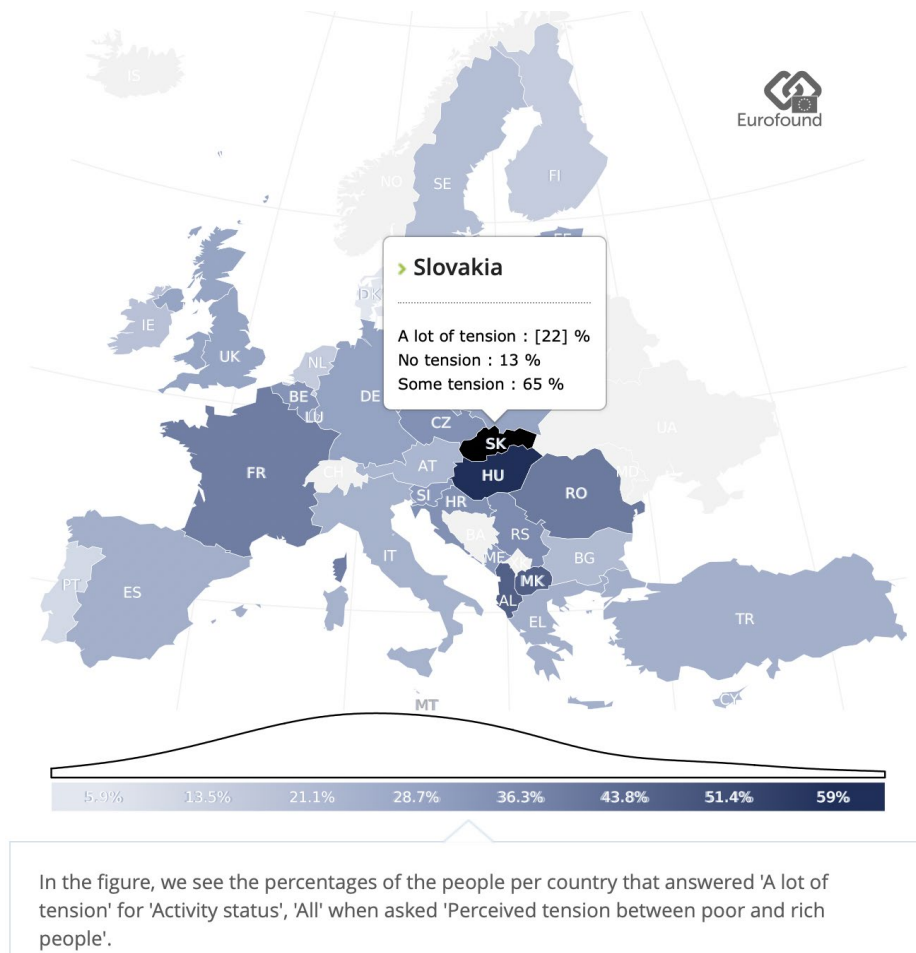 IS
Eurofound
NO
SE
FI
EE
Slovakia
A lot of tension : [22] %
No tension : 13 %
Some tension : 65 %
DK
IE
UK
NL
BE
LU
DE
CZ
UA
SK
FR
CH
AT
HU
MD
RO
SI
HR
BA
RS
ME
BG
IT
MK
AL
PT
ES
EL
TR
CY
MT
5.9% 13.5% 21.1% 28.7% 36.3% 43.8% 51.4% 59%
In the figure, we see the percentages of the people per country that answered 'A lot of
tension' for 'Activity status', 'All' when asked 'Perceived tension between poor and rich
people'.